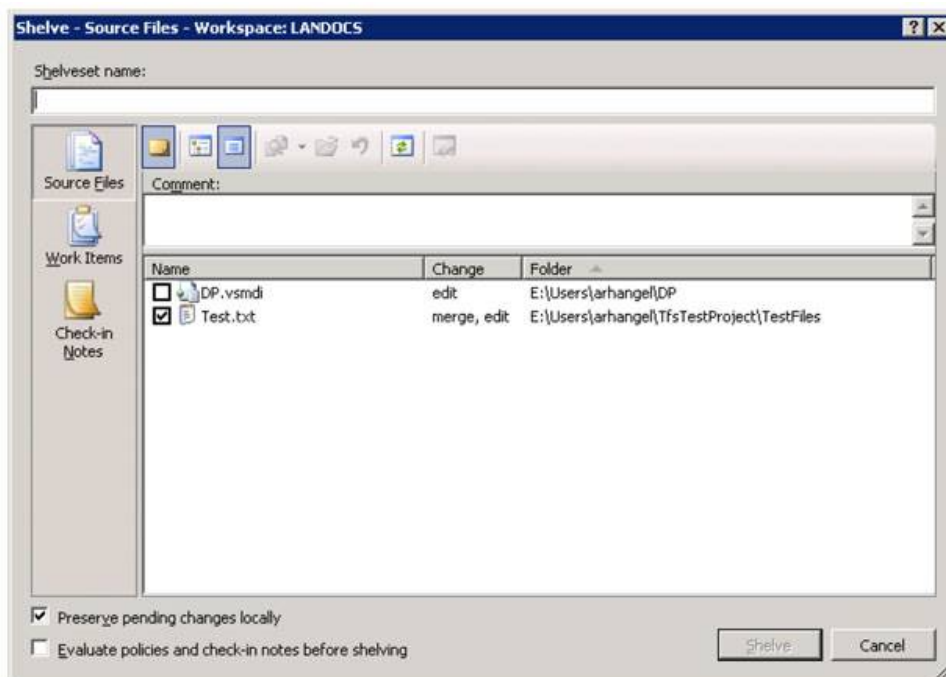 Shelve - Source Files - Workspace: LANDOCS
Shelveset name:
Source Files
Work Items
Check-in
Notes
Comment:
Name Change Folder
DP.vsmdi edit E:\Users\arhangel\DP
Test.txt merge, edit E:\Users\arhangel\TfsTestProject\TestFiles
Preserve pending changes locally
Evaluate policies and check-in notes before shelving
Shelve Cancel